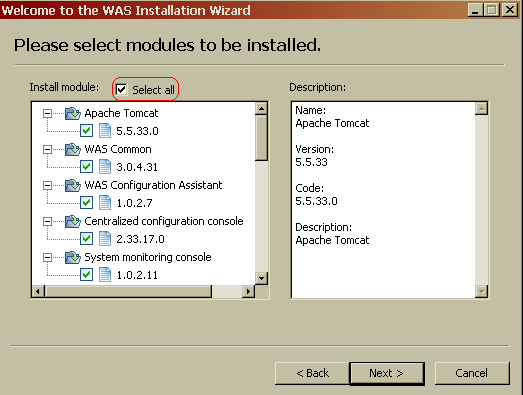 Welcome to the WAS Installation Wizard
Please select modules to be installed.
Install module:
Select all
Apache Tomcat
5.5.33.0
WAS Common
3.0.4.31
WAS Configuration Assistant
1.0.2.7
Centralized configuration console
2.33.17.0
System monitoring console
1.0.2.11
Description:
Name:
Apache Tomcat
Version:
5.5.33
Code:
5.5.33.0
Description:
Apache Tomcat
< Back
Next >
Cancel